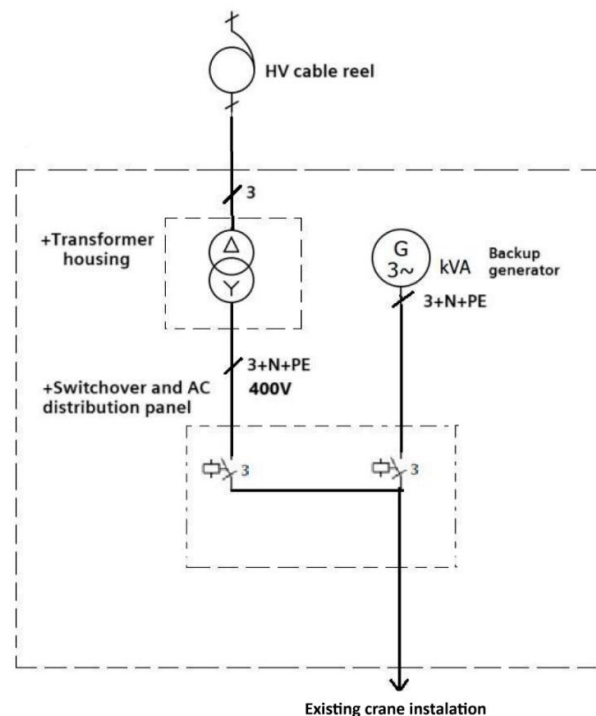 HV cable reel
3
+Transformer
housing
Δ
Y
G
3~
kVA
Backup
generator
3+N+PE
3+N+PE
400V
+Switchover and AC
distribution panel
3
3
Existing crane instalation